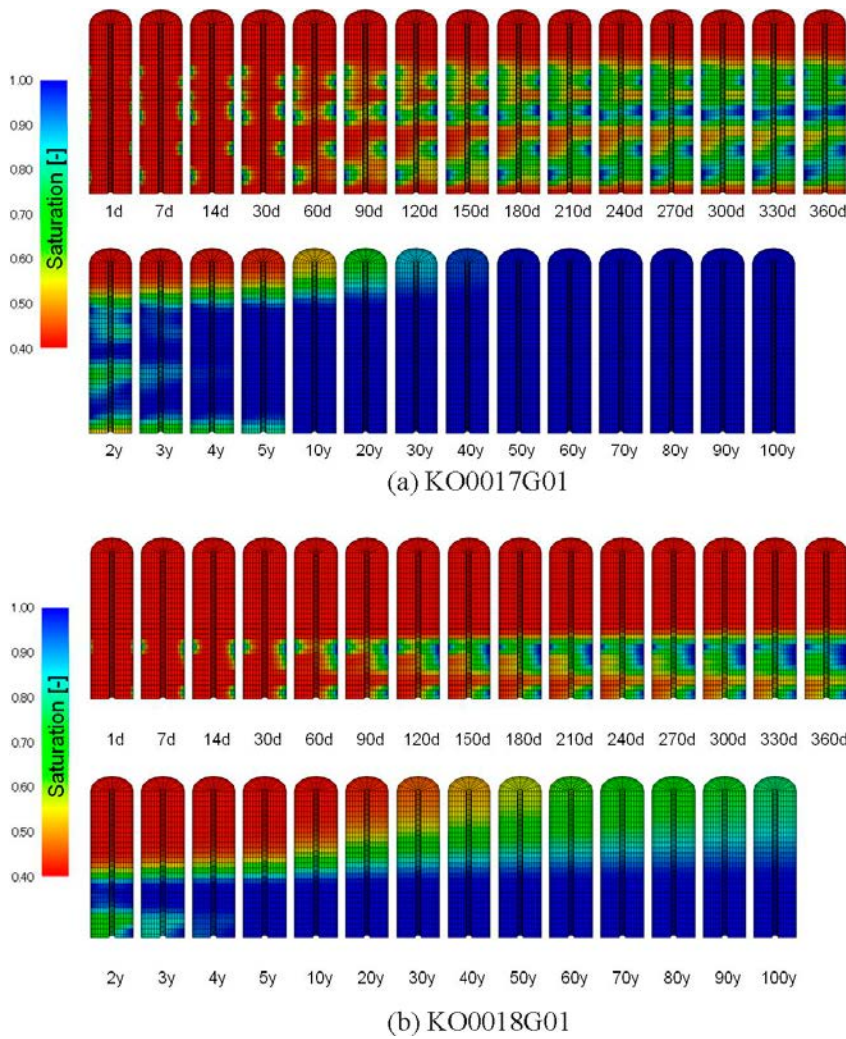 1.00
0.90
0.80
0.70
0.60
0.50
0.40
Saturation [-]
1d 7d 14d 30d 60d 90d 120d 150d 180d 210d 240d 270d 300d 330d 360d
2y 3y 4y 5y 10y 20y 30y 40y 50y 60y 70y 80y 90y 100y
(a) KO0017G01
1.00
0.90
0.80
0.70
0.60
0.50
0.40
Saturation [-]
1d 7d 14d 30d 60d 90d 120d 150d 180d 210d 240d 270d 300d 330d 360d
2y 3y 4y 5y 10y 20y 30y 40y 50y 60y 70y 80y 90y 100y
(b) KO0018G01